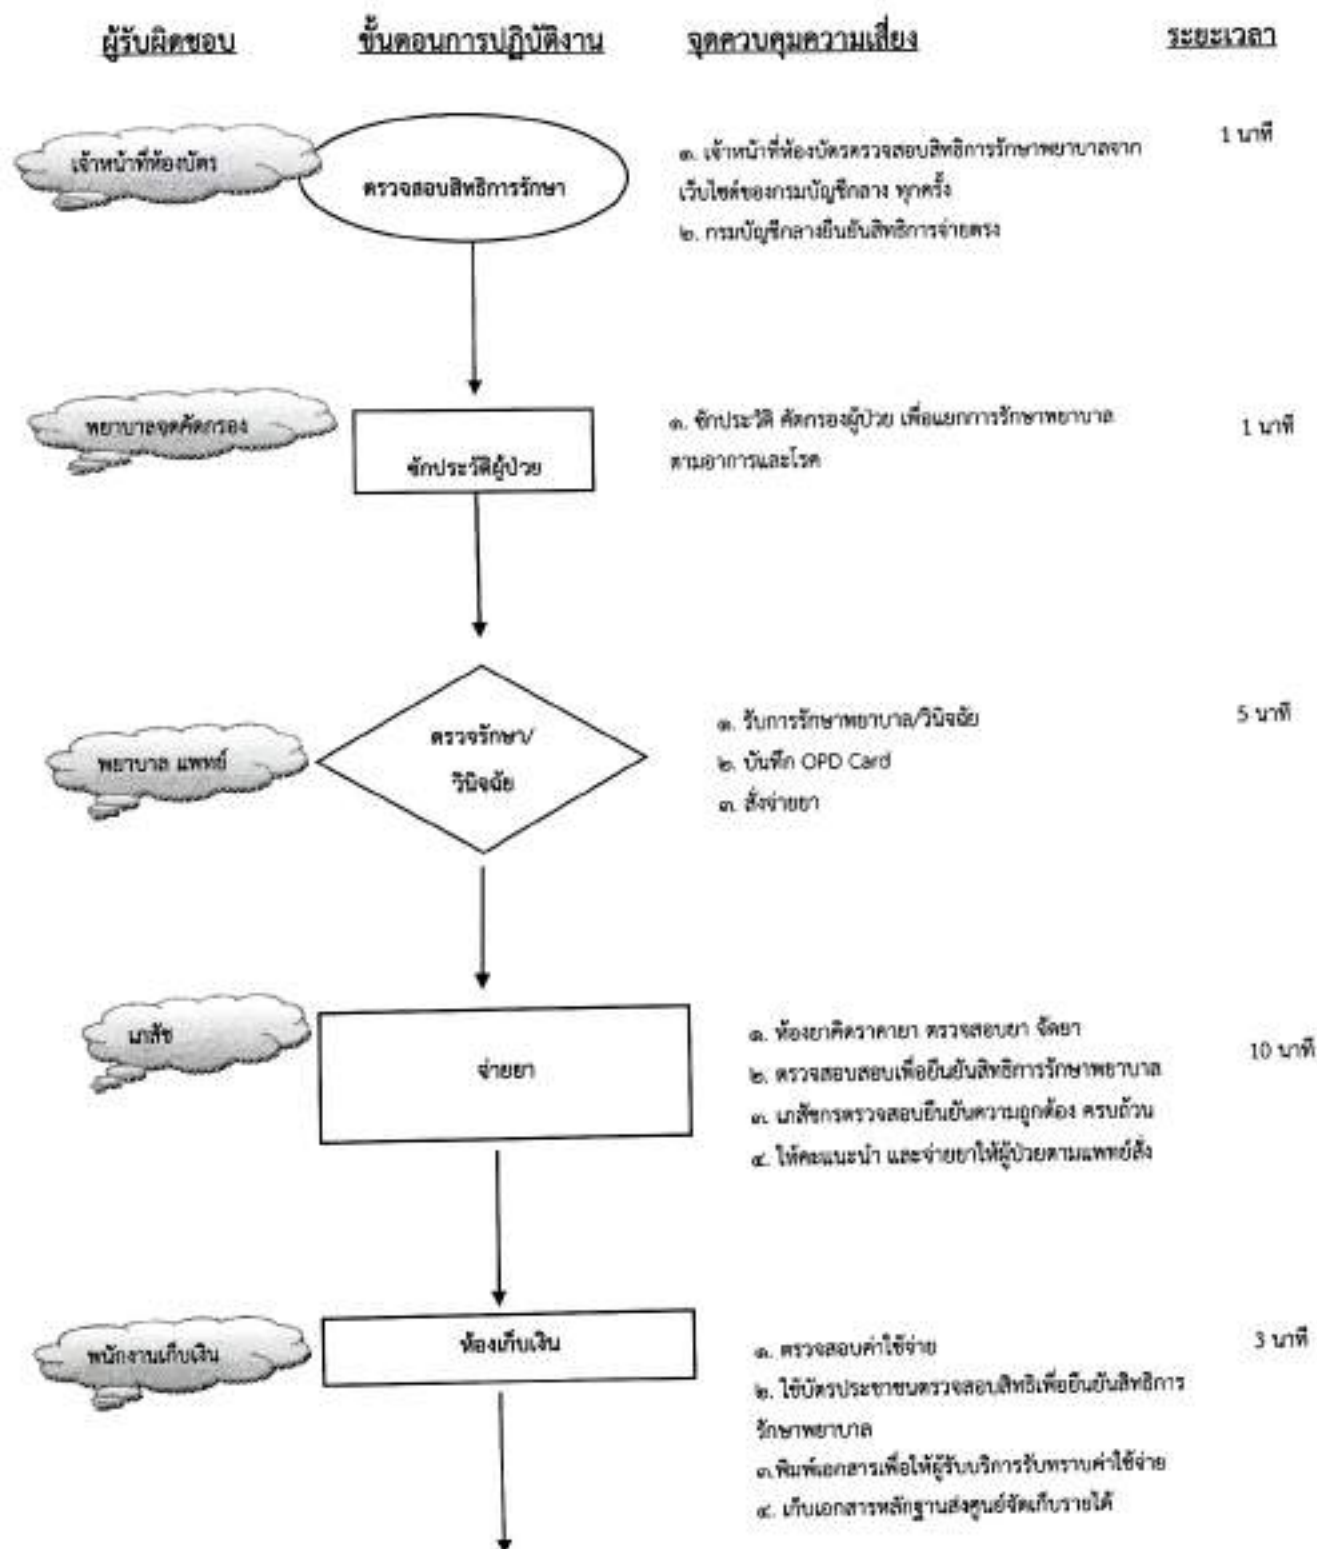 ผู้รับผิดชอบ ขั้นตอนการปฏิบัติงาน จุดควบคุมความเสี่ยง ระยะเวลา
เจ้าหน้าที่ห้องบัตร
ตรวจสอบสิทธิการรักษา
๑. เจ้าหน้าที่ห้องบัตรตรวจสอบสิทธิการรักษาพยาบาลจาก
เว็บไซต์ของกรมบัญชีกลาง ทุกครั้ง
๒. กรมบัญชีกลางยืนยันสิทธิการจ่ายตรง
1 นาที
พยาบาลจุดคัดกรอง
ซักประวัติผู้ป่วย
๑. ซักประวัติ คัดกรองผู้ป่วย เพื่อแยกการรักษาพยาบาล
ตามอาการและโรค
1 นาที
พยาบาล แพทย์
ตรวจรักษา/
วินิจฉัย
๑. รับการรักษาพยาบาล/วินิจฉัย
๒. บันทึก OPD Card
๓. สั่งจ่ายยา
5 นาที
เภสัช
จ่ายยา
๑. ห้องยาคิดราคายา ตรวจสอบยา จัดยา
๒. ตรวจสอบสอบเพื่อยืนยันสิทธิการรักษาพยาบาล
๓. เภสัชกรตรวจสอบยืนยันความถูกต้อง ครบถ้วน
๔. ให้คะแนะนำ และจ่ายยาให้ผู้ป่วยตามแพทย์สั่ง
10 นาที
พนักงานเก็บเงิน
ห้องเก็บเงิน
๑. ตรวจสอบค่าใช้จ่าย
๒. ใช้บัตรประชาชนตรวจสอบสิทธิเพื่อยืนยันสิทธิการ
รักษาพยาบาล
๓.พิมพ์เอกสารเพื่อให้ผู้รับบริการรับทราบค่าใช้จ่าย
๔. เก็บเอกสารหลักฐานส่งศูนย์จัดเก็บรายได้
3 นาที